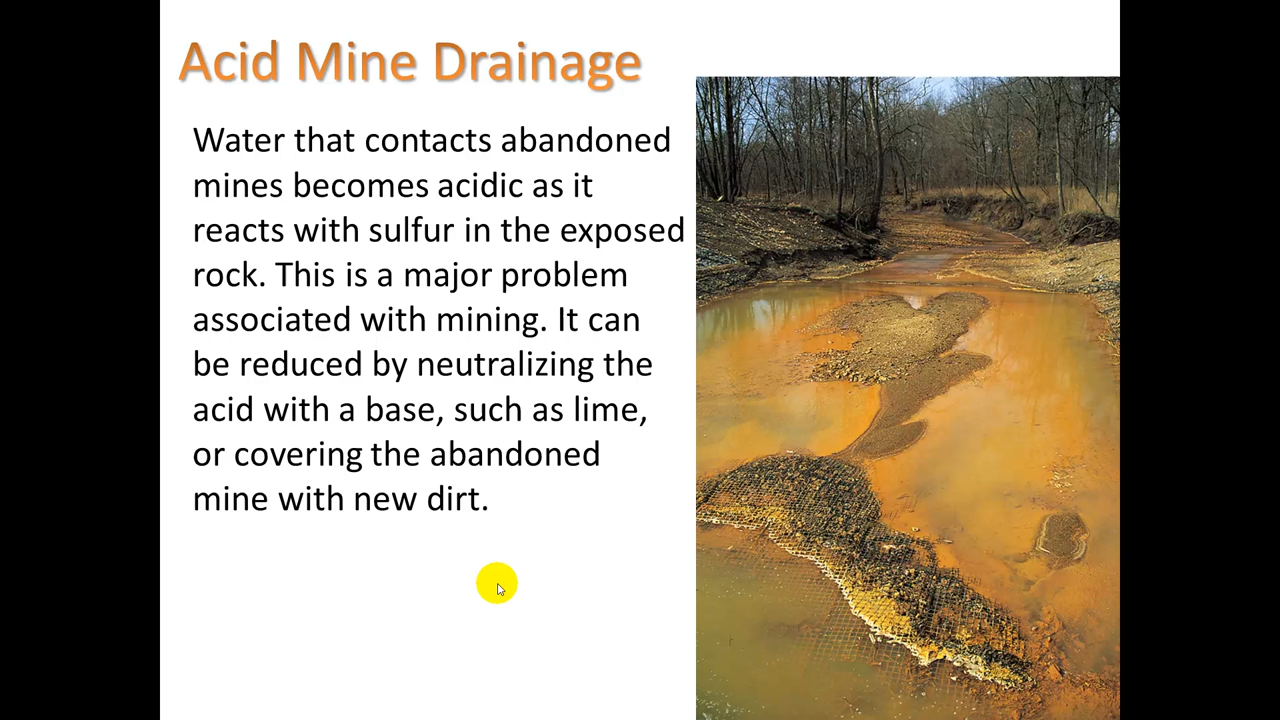 Acid Mine Drainage
Water that contacts abandoned
mines becomes acidic as it
reacts with sulfur in the exposed
rock. This is a major problem
associated with mining. It can
be reduced by neutralizing the
acid with a base, such as lime,
or covering the abandoned
mine with new dirt.